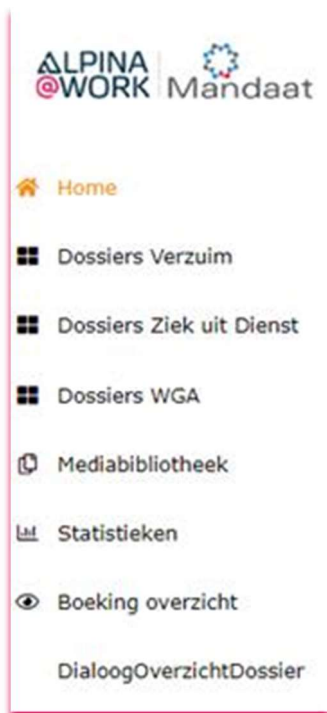 ALPINA
@WORK Mandaat
Home
Dossiers Verzuim
Dossiers Ziek uit Dienst
Dossiers WGA
Mediabibliotheek
Statistieken
Boeking overzicht
DialoogOverzichtDossier